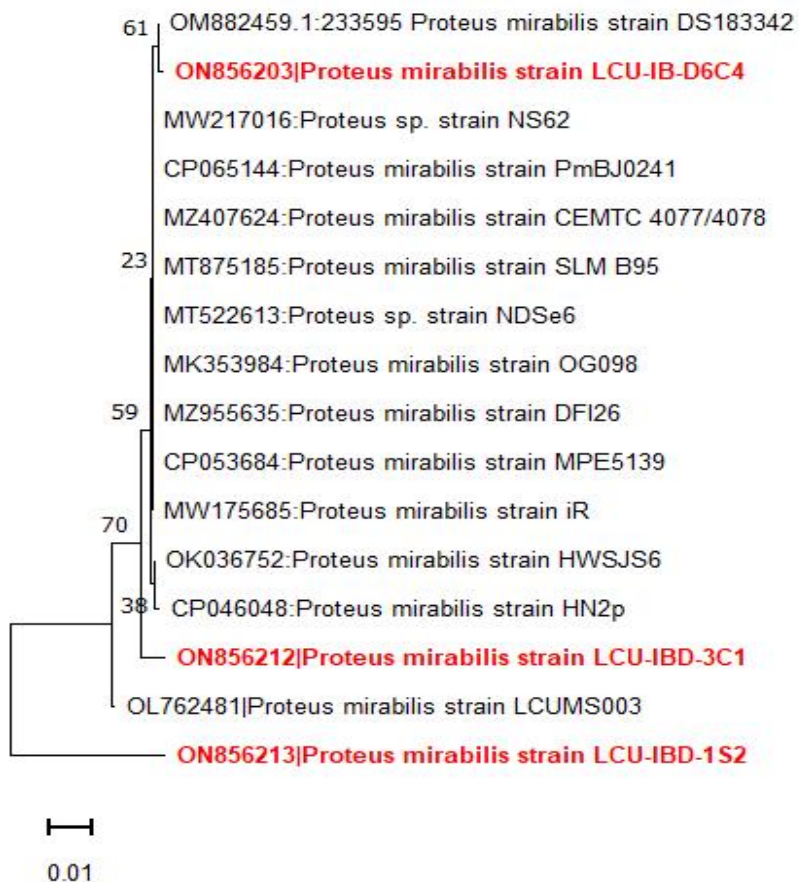 61
OM882459.1:233595 Proteus mirabilis strain DS183342
ON856203|Proteus mirabilis strain LCU-IB-D6C4
MW217016:Proteus sp. strain NS62
CP065144:Proteus mirabilis strain PmBJ0241
MZ407624:Proteus mirabilis strain CEMTC 4077/4078
23
MT875185:Proteus mirabilis strain SLM B95
MT522613:Proteus sp. strain NDSe6
MK353984:Proteus mirabilis strain OG098
59
MZ955635:Proteus mirabilis strain DFI26
CP053684:Proteus mirabilis strain MPE5139
MW175685:Proteus mirabilis strain iR
70
OK036752:Proteus mirabilis strain HWSJS6
38
CP046048:Proteus mirabilis strain HN2p
ON856212|Proteus mirabilis strain LCU-IBD-3C1
OL762481|Proteus mirabilis strain LCUMS003
ON856213|Proteus mirabilis strain LCU-IBD-1S2
0.01